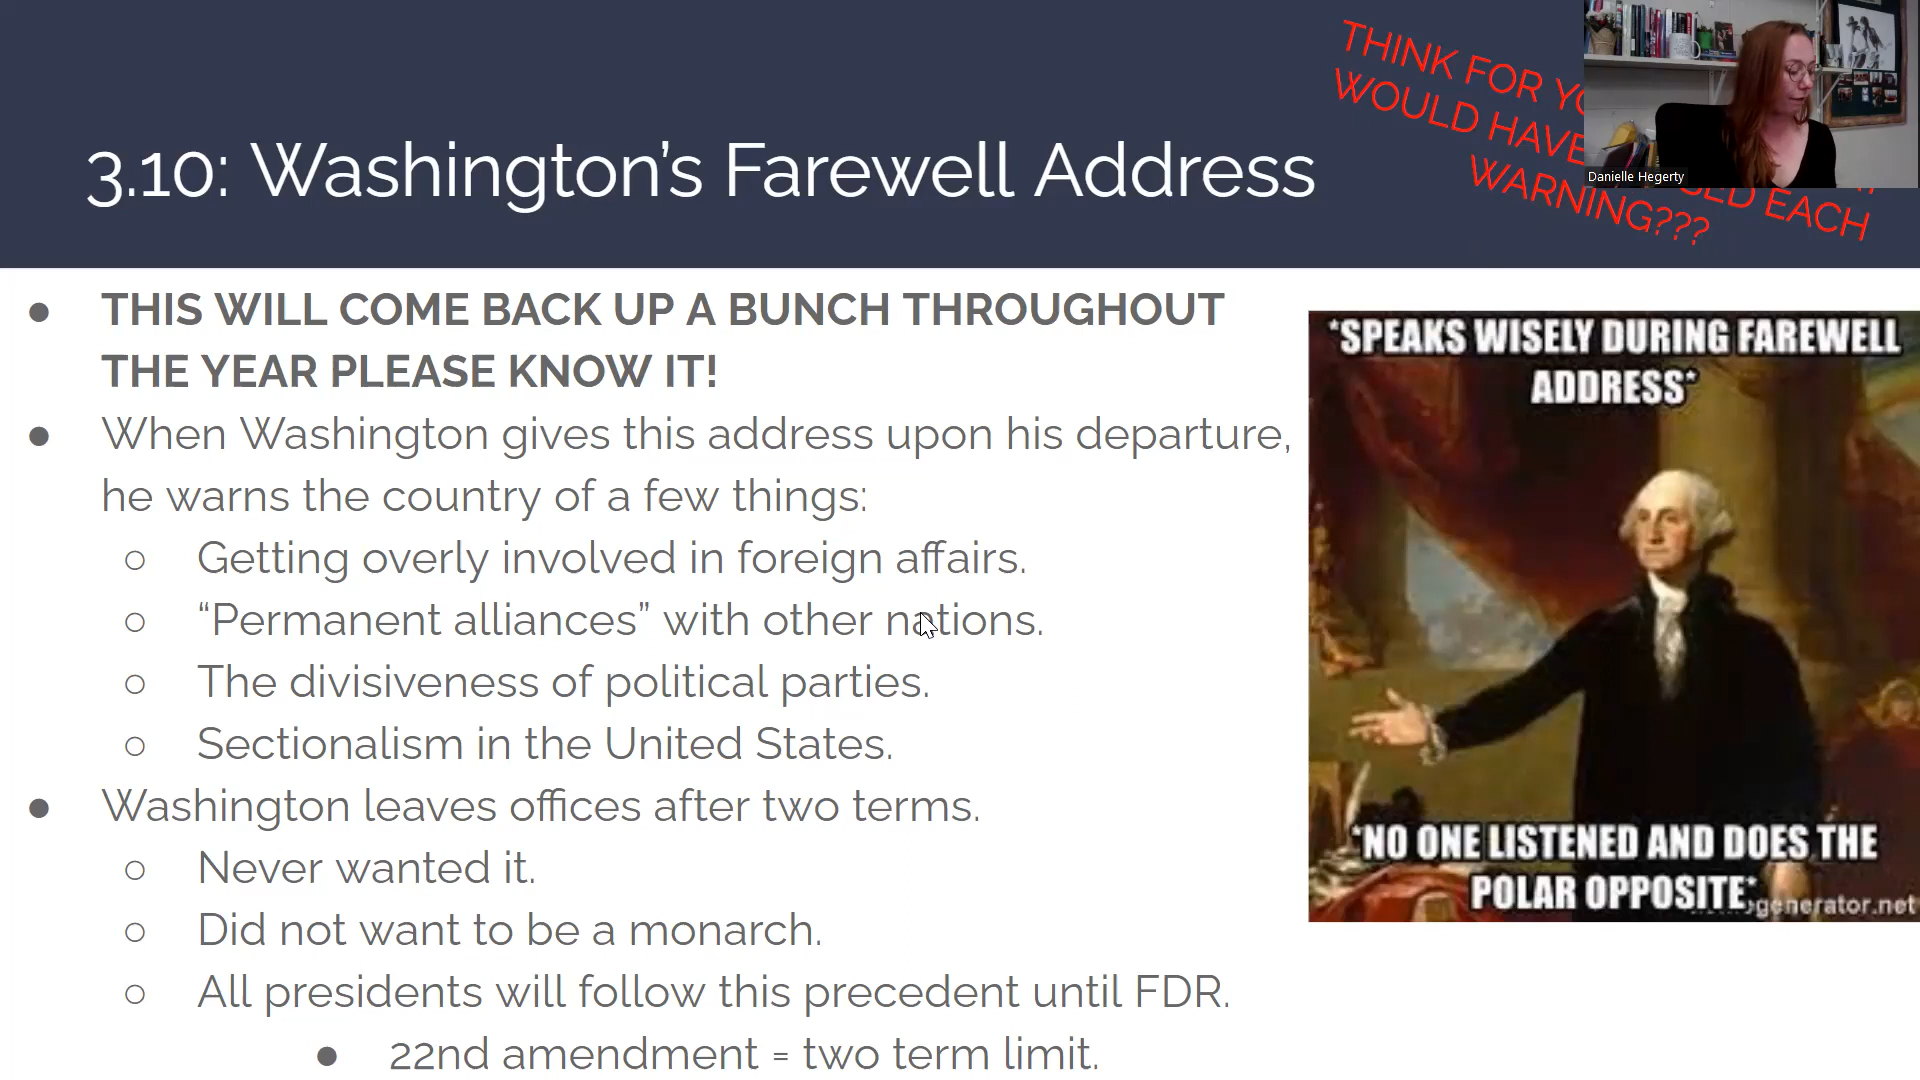 THINK FOR
WOULD HAVE
EACH
WARNING???
Danielle Hegerty
3.10: Washington's Farewell Address
● THIS WILL COME BACK UP A BUNCH THROUGHOUT
THE YEAR PLEASE KNOW IT!
● When Washington gives this address upon his departure,
he warns the country of a few things:
○ Getting overly involved in foreign affairs.
○ “Permanent alliances” with other nations.
○ The divisiveness of political parties.
○ Sectionalism in the United States.
● Washington leaves offices after two terms.
○ Never wanted it.
○ Did not want to be a monarch.
○ All presidents will follow this precedent until FDR.
● 22nd amendment = two term limit.
*SPEAKS WISELY DURING FAREWELL
ADDRESS*
*NO ONE LISTENED AND DOES THE
POLAR OPPOSITE*
generator.net